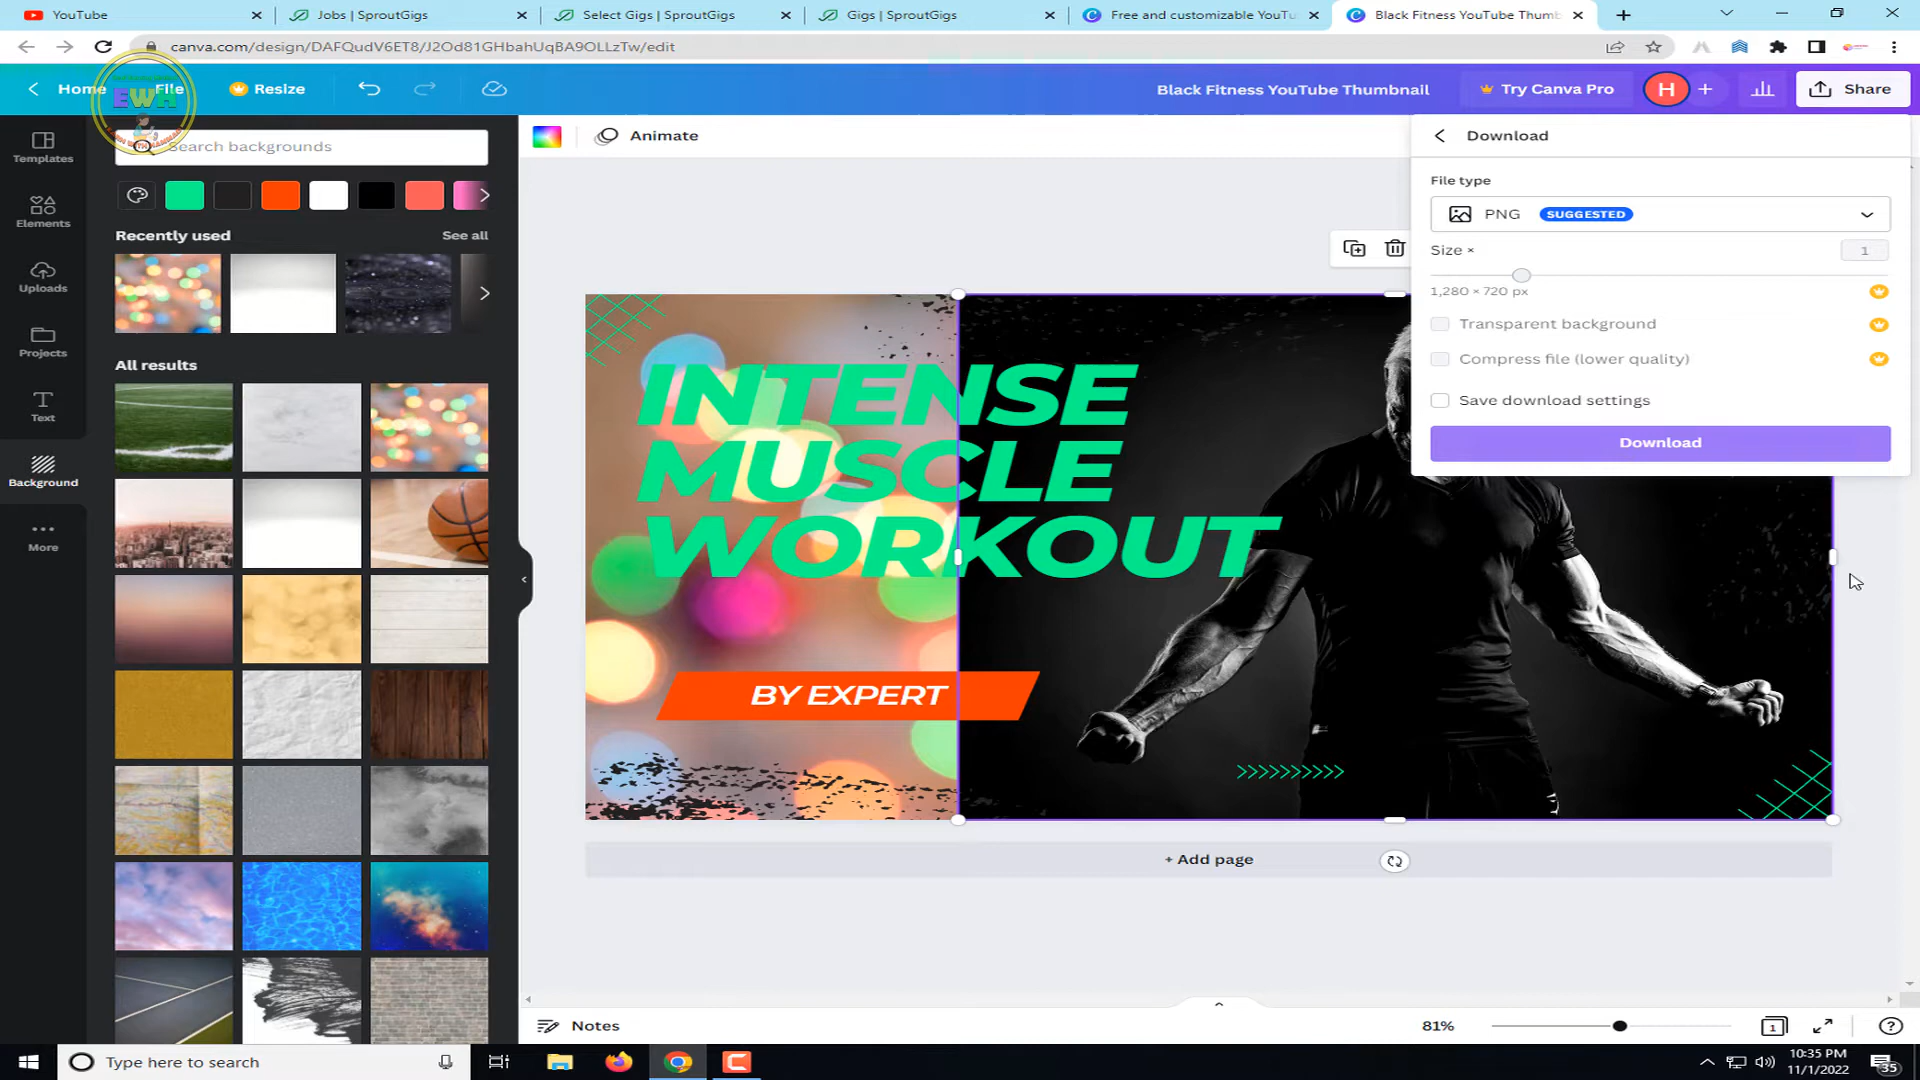 YouTube
Jobs | SproutGigs
Select Gigs | SproutGigs
Gigs | SproutGigs
Free and customizable YouTu
Black Fitness YouTube Thumb
canva.com/design/DAFQudV6ET8/J2Od81GHbahUqBA9OLLzTw/edit
Home
File
Resize
Black Fitness YouTube Thumbnail
Try Canva Pro
H
Share
EWH
Templates
Elements
Uploads
Projects
Text
Background
More
Search backgrounds
Recently used
See all
All results
Animate
Download
File type
PNG
SUGGESTED
Size ×
1
1,280 × 720 px
Transparent background
Compress file (lower quality)
Save download settings
Download
INTENSE
MUSCLE
WORKOUT
BY EXPERT
+ Add page
Notes
81%
1
?
Type here to search
10:35 PM
11/1/2022
35